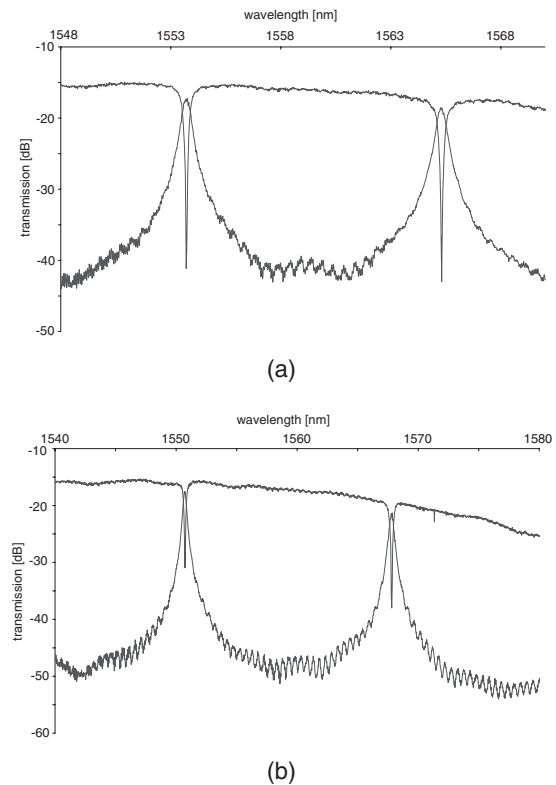 wavelength [nm]
1548 1553 1558 1563 1568
-10
-20
-30
-40
-50
transmission [dB]
(a)
wavelength [nm]
1540 1550 1560 1570 1580
-10
-20
-30
-40
-50
-60
transmission [dB]
(b)